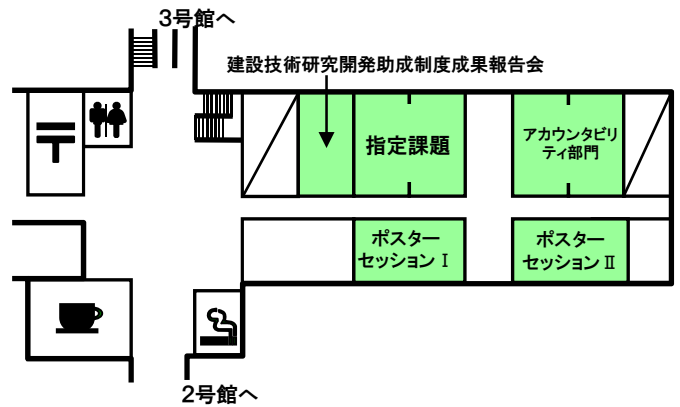 3号館へ
建設技術研究開発助成制度成果報告会
指定課題
アカウンタビリ
ティ部門
ポスター
セッションⅠ
ポスター
セッションⅡ
2号館へ